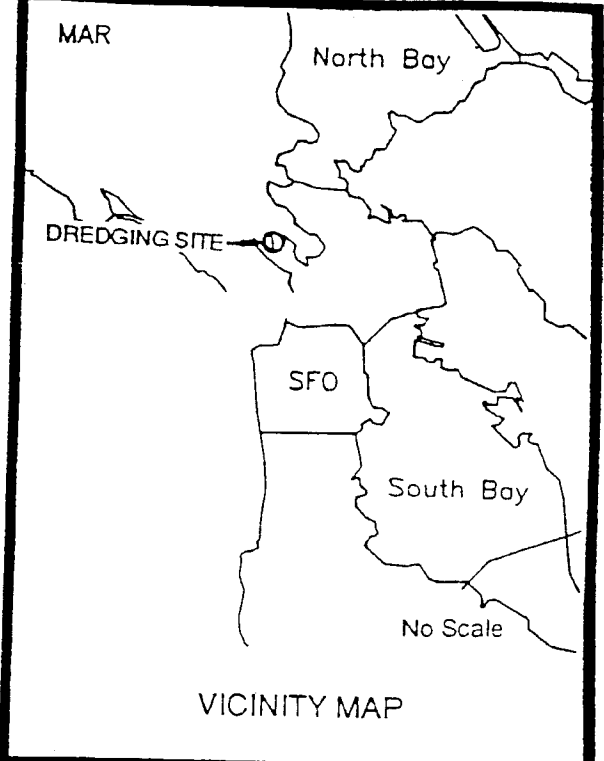 MAR
North Bay
DREDGING SITE
SFO
South Bay
No Scale
VICINITY MAP